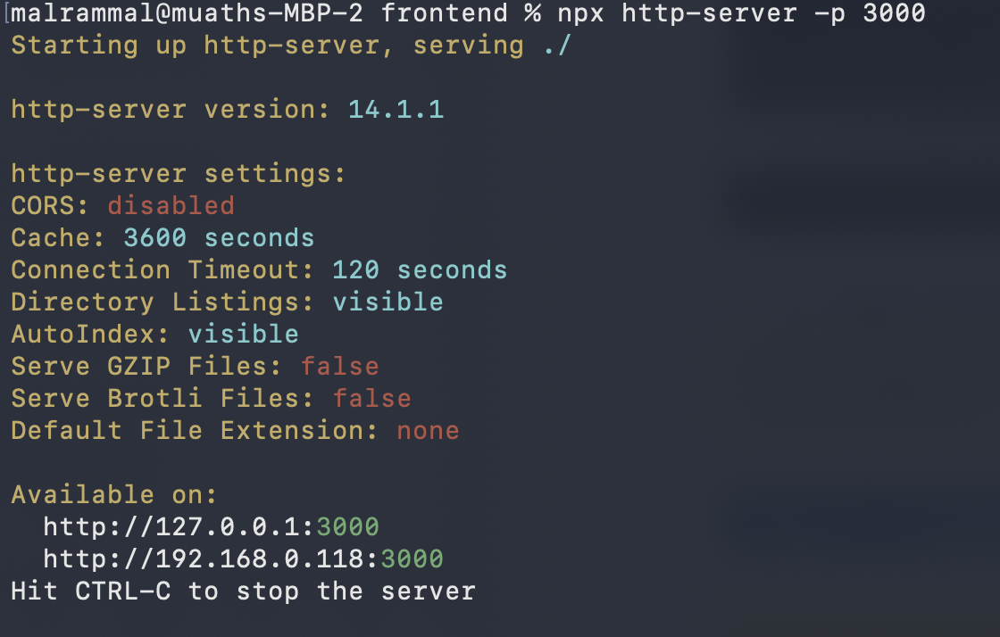 [malrammal@muaths-MBP-2 frontend % npx http-server -p 3000
Starting up http-server, serving ./
http-server version: 14.1.1
http-server settings:
CORS: disabled
Cache: 3600 seconds
Connection Timeout: 120 seconds
Directory Listings: visible
AutoIndex: visible
Serve GZIP Files: false
Serve Brotli Files: false
Default File Extension: none
Available on:
http://127.0.0.1:3000
http://192.168.0.118:3000
Hit CTRL-C to stop the server